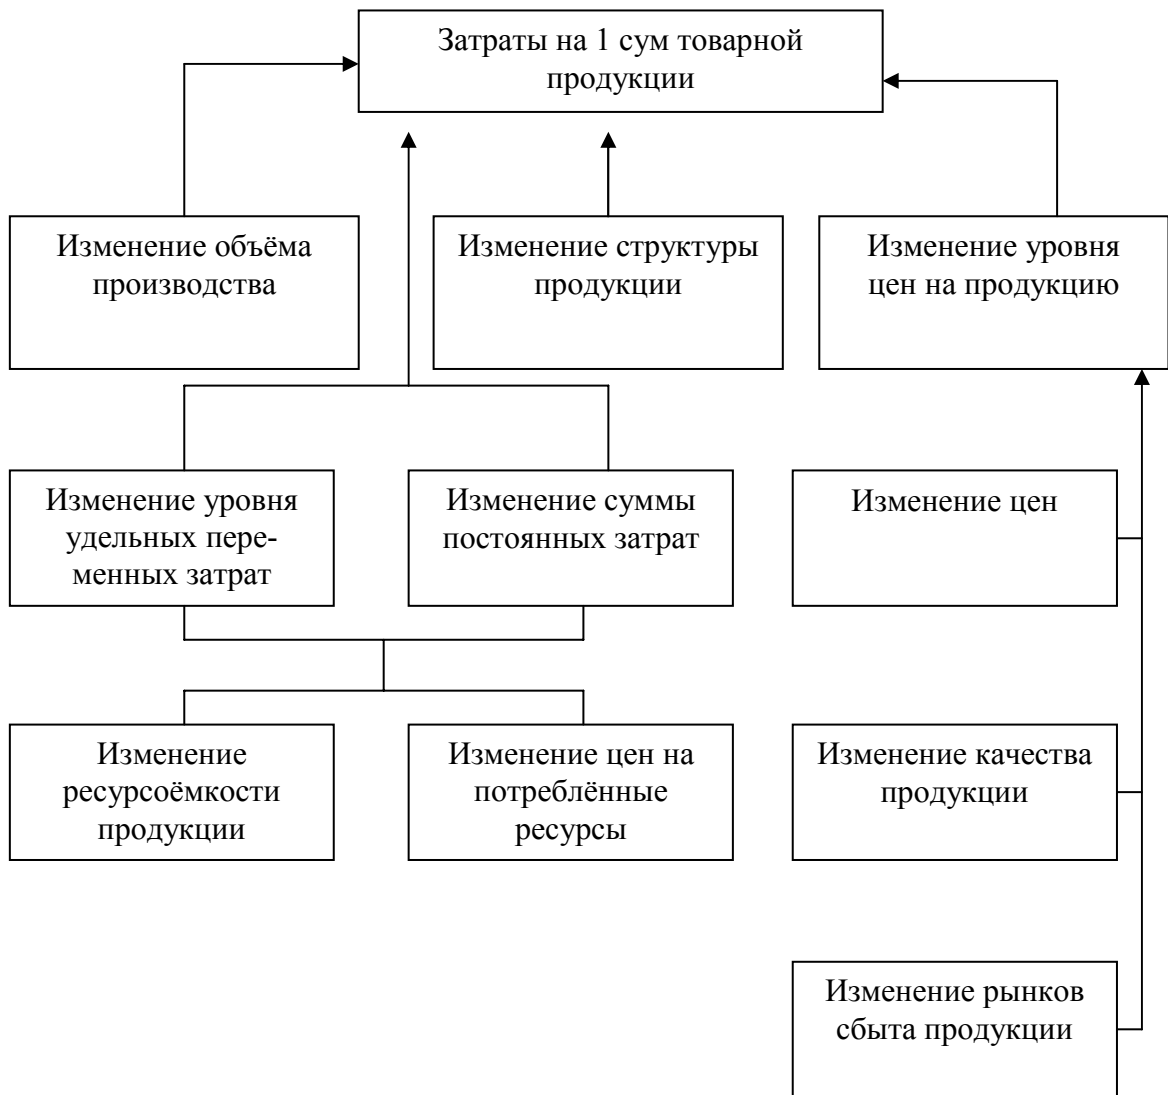 Затраты на 1 сум товарной
продукции
Изменение объёма
производства
Изменение структуры
продукции
Изменение уровня
цен на продукцию
Изменение уровня
удельных пере-
менных затрат
Изменение суммы
постоянных затрат
Изменение цен
Изменение
ресурсоёмкости
продукции
Изменение цен на
потреблённые
ресурсы
Изменение качества
продукции
Изменение рынков
сбыта продукции